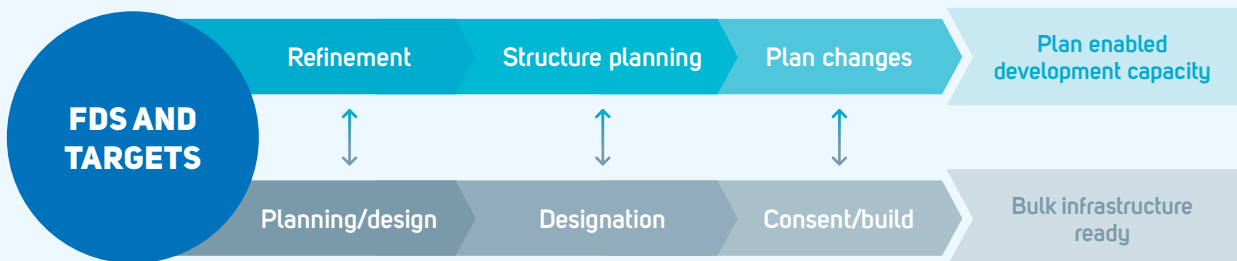 FDS AND
TARGETS
Refinement
Structure planning
Plan changes
Plan enabled
development capacity
Planning/design
Designation
Consent/build
Bulk infrastructure
ready